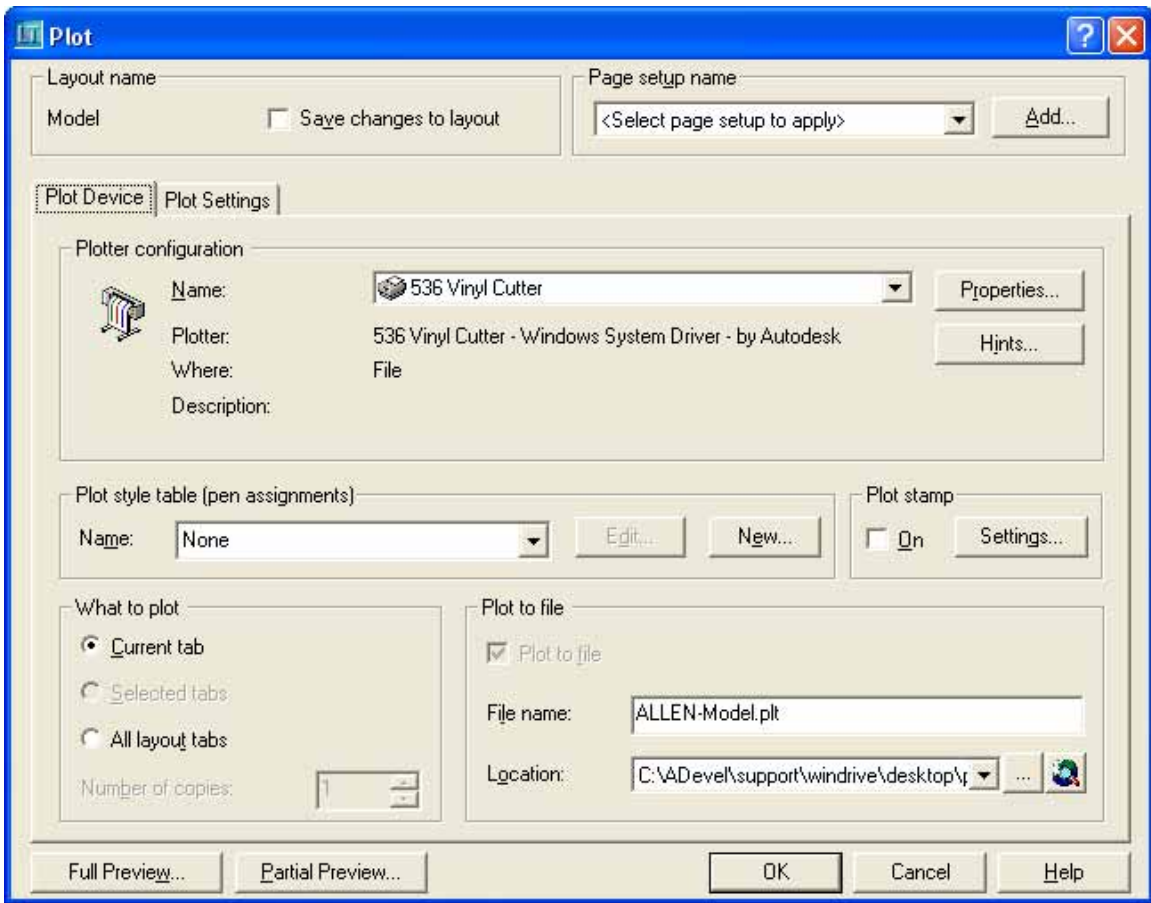 LT Plot
Layout name
Model
Save changes to layout
Page setup name
<Select page setup to apply>
Add...
Plot Device
Plot Settings
Plotter configuration
Name:
536 Vinyl Cutter
Properties...
Plotter:
536 Vinyl Cutter - Windows System Driver - by Autodesk
Hints...
Where:
File
Description:
Plot style table (pen assignments)
Name:
None
Edit...
New...
Plot stamp
On
Settings...
What to plot
Current tab
Selected tabs
All layout tabs
Number of copies:
1
Plot to file
Plot to file
File name:
ALLEN-Model.plt
Location:
C:\ADevel\support\windrive\desktop\p
...
Full Preview...
Partial Preview...
OK
Cancel
Help